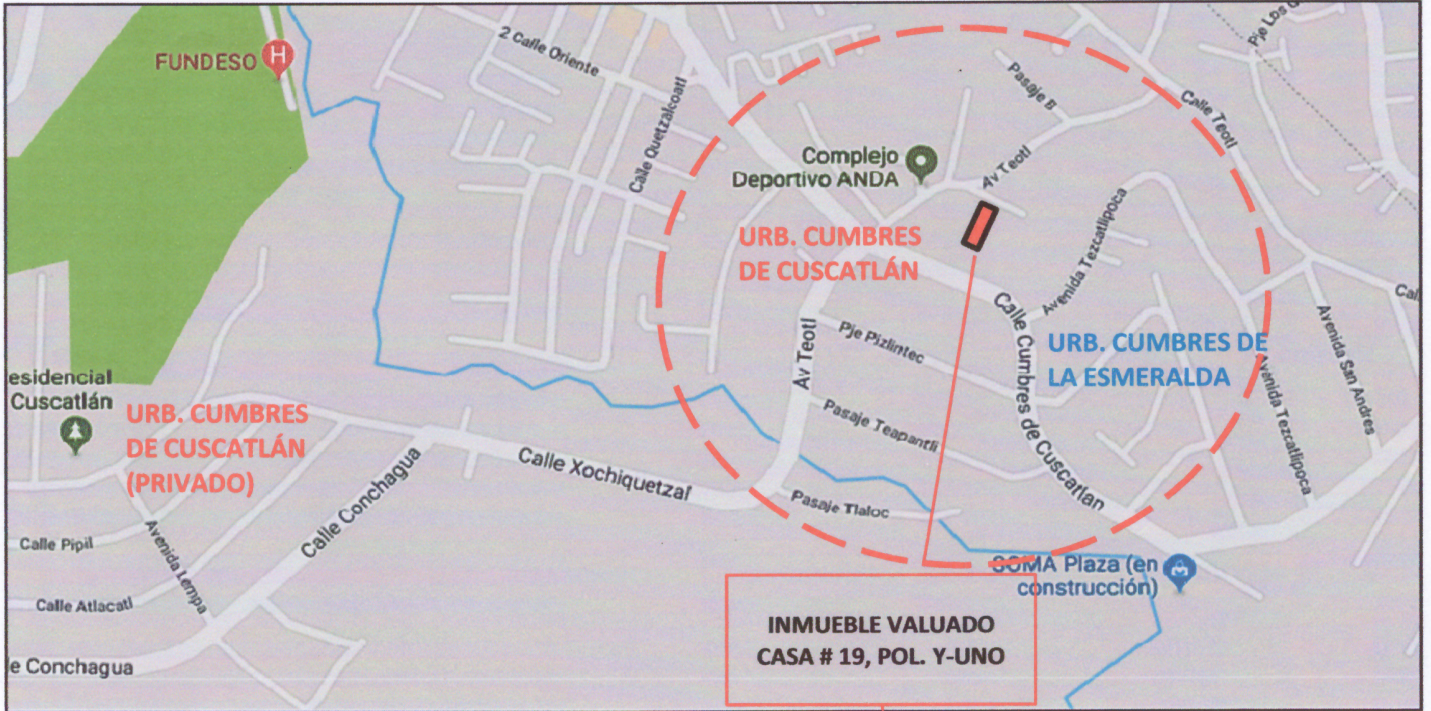 FUNDESO
H
2 Calle Oriente
Calle Quetzalcoatl
Pasaje B
Calle Teotl
Complejo
Deportivo ANDA
Av Teotl
URB. CUMBRES
DE CUSCATLÁN
Avenida Tezcatlipoca
Calle Cumbres de Cuscatlan
Pje Pizlintec
Av Teotl
URB. CUMBRES DE
LA ESMERALDA
Avenida San Andres
Avenida Tezcatlipoca
Pasaje Teapantli
esidencial
Cuscatlán
URB. CUMBRES
DE CUSCATLÁN
(PRIVADO)
Calle Xochiquetzal
Calle Conchagua
Pasaje Tlaloc
Calle Pipil
Avenida Lempa
SOMA Plaza (en
construcción)
Calle Atlacatl
INMUEBLE VALUADO
CASA # 19, POL. Y-UNO
e Conchagua